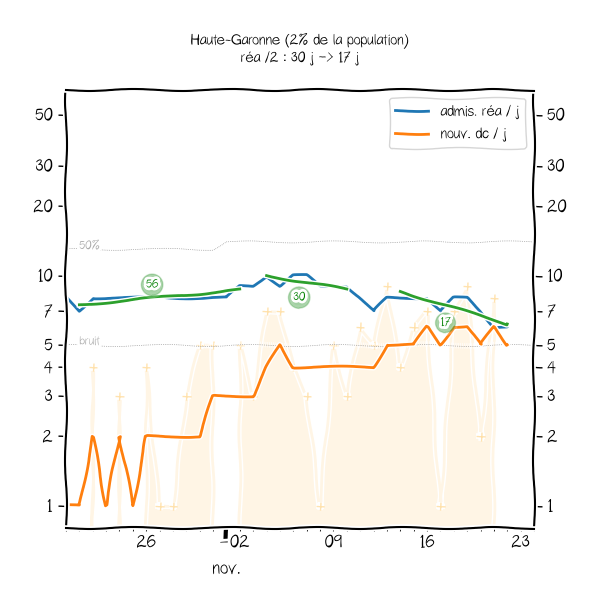 Haute-Garonne (2% de la population)
réa /2 : 30 j -> 17 j
admis. réa / j
nouv. dc / j
50 50
30 30
20 20
50%
10 10
56
30
7 7
17
bruit
5 5
4 4
3 3
2 2
1 1
26 02 09 16 23
nov.